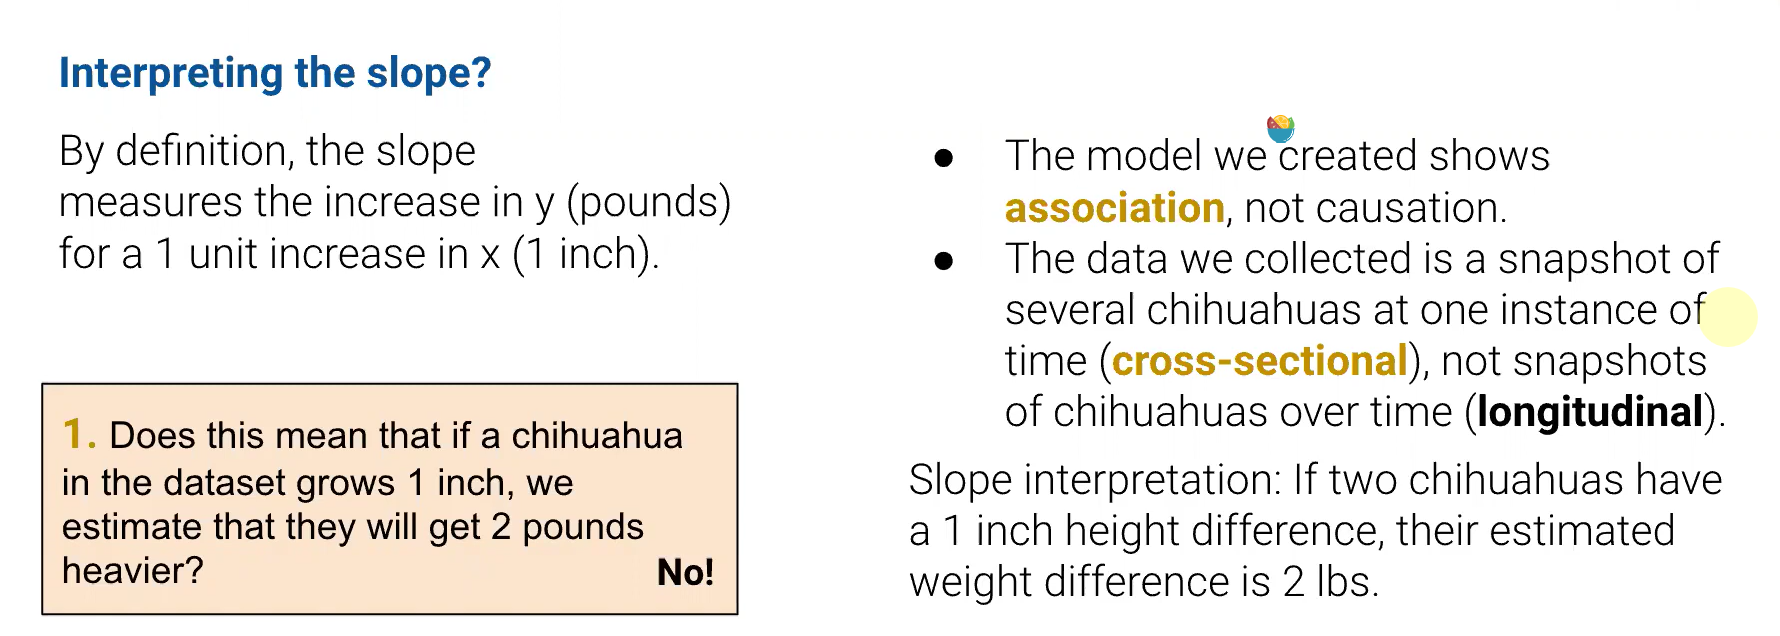 Interpreting the slope?
By definition, the slope
measures the increase in y (pounds)
for a 1 unit increase in x (1 inch).
1. Does this mean that if a chihuahua
in the dataset grows 1 inch, we
estimate that they will get 2 pounds
heavier?
No!
● The model we created shows
association, not causation.
● The data we collected is a snapshot of
several chihuahuas at one instance of
time (cross-sectional), not snapshots
of chihuahuas over time (longitudinal).
Slope interpretation: If two chihuahuas have
a 1 inch height difference, their estimated
weight difference is 2 lbs.